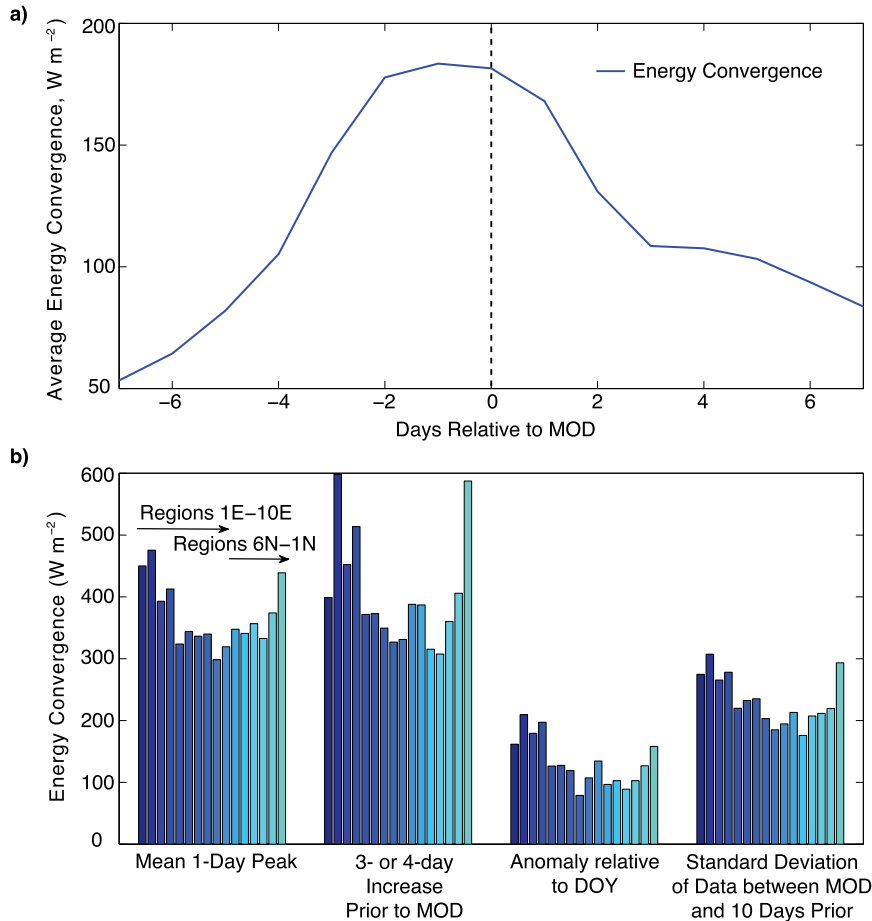 a)
200
150
100
50
Average Energy Convergence, W m⁻²
Energy Convergence
−6
−4
−2
0
2
4
6
Days Relative to MOD
b)
600
500
400
300
200
100
0
Energy Convergence (W m⁻²)
Regions 1E−10E
Regions 6N−1N
Mean 1-Day Peak
3- or 4-day
Increase
Prior to MOD
Anomaly relative
to DOY
Standard Deviation
of Data between MOD
and 10 Days Prior